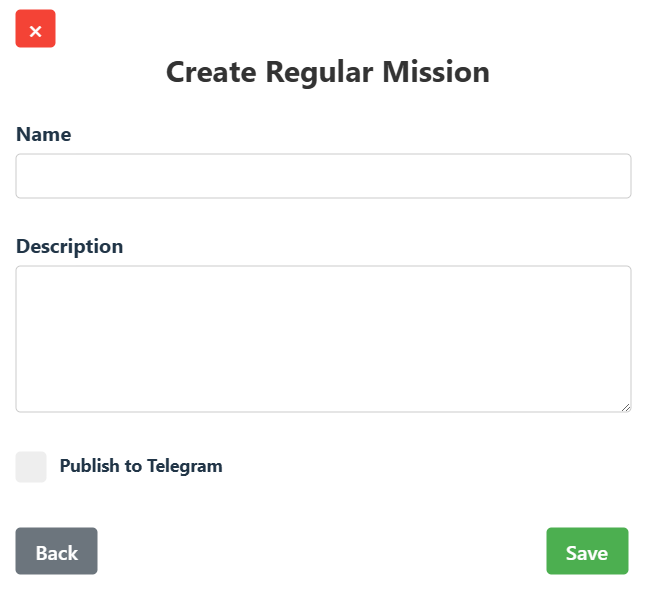 ×
Create Regular Mission
Name
Description
Publish to Telegram
Back
Save